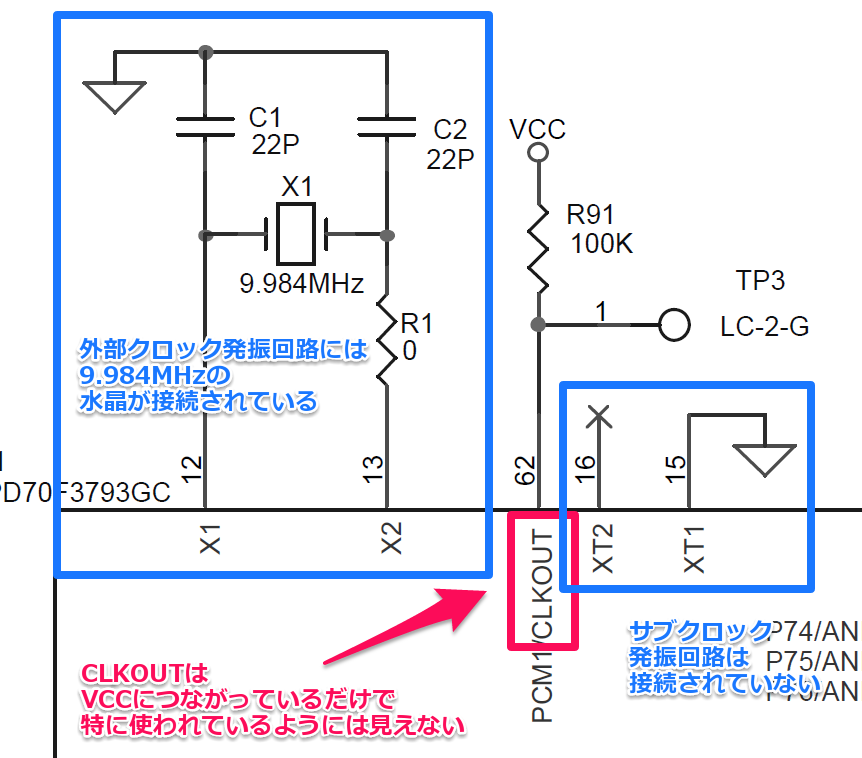 C1
22P
C2
22P
X1
9.984MHz
VCC
R91
100K
TP3
1
LC-2-G
R1
0
外部クロック発振回路には
9.984MHzの
水晶が接続されている
12
13
62
16
15
PD70F3793GC
X1
X2
PCM1/CLKOUT
XT2
XT1
CLKOUTは
VCCにつながっているだけで
特に使われているようには見えない
サブクロック
発振回路は
接続されていない
P74/AN
P75/AN
P76/AN